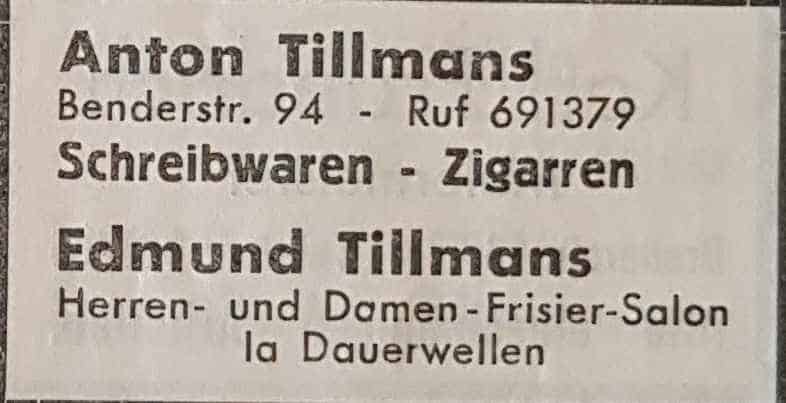 Anton Tillmans
Benderstr. 94 - Ruf 691379
Schreibwaren - Zigarren
Edmund Tillmans
Herren- und Damen-Frisier-Salon
Ia Dauerwellen